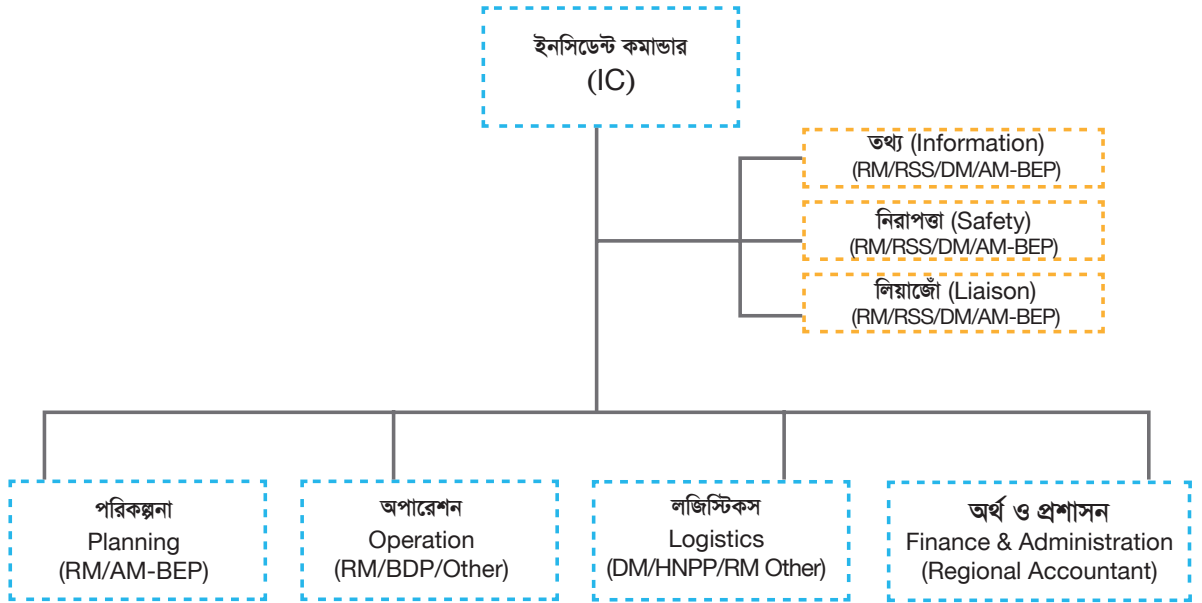 ইনসিডেন্ট কমান্ডার
(IC)
তথ্য (Information)
(RM/RSS/DM/AM-BEP)
নিরাপত্তা (Safety)
(RM/RSS/DM/AM-BEP)
লিয়াজোঁ (Liaison)
(RM/RSS/DM/AM-BEP)
পরিকল্পনা
Planning
(RM/AM-BEP)
অপারেশন
Operation
(RM/BDP/Other)
লজিস্টিকস
Logistics
(DM/HNPP/RM Other)
অর্থ ও প্রশাসন
Finance & Administration
(Regional Accountant)